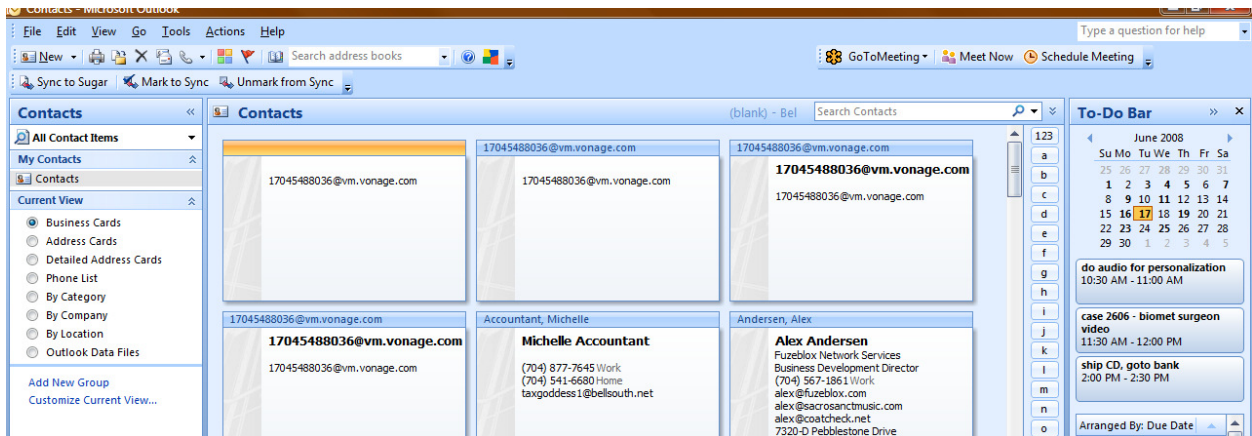 Contacts - Microsoft Outlook
File Edit View Go Tools Actions Help
Type a question for help
New Search address books GoToMeeting Meet Now Schedule Meeting
Sync to Sugar Mark to Sync Unmark from Sync
Contacts «
All Contact Items
My Contacts
Contacts
Current View
Business Cards
Address Cards
Detailed Address Cards
Phone List
By Category
By Company
By Location
Outlook Data Files
Add New Group
Customize Current View...
Contacts (blank) - Bel Search Contacts
17045488036@vm.vonage.com
17045488036@vm.vonage.com
17045488036@vm.vonage.com
17045488036@vm.vonage.com
17045488036@vm.vonage.com
17045488036@vm.vonage.com
17045488036@vm.vonage.com
17045488036@vm.vonage.com
17045488036@vm.vonage.com
Accountant, Michelle
Michelle Accountant
(704) 877-7645 Work
(704) 541-6680 Home
taxgoddess1@bellsouth.net
Andersen, Alex
Alex Andersen
Fuzeblox Network Services
Business Development Director
(704) 567-1861 Work
alex@fuzeblox.com
alex@sacrosanctmusic.com
alex@coatcheck.net
7320-D Pebblestone Drive
123
a
b
c
d
e
f
g
h
i
j
k
l
m
n
o
To-Do Bar »
June 2008
Su Mo Tu We Th Fr Sa
25 26 27 28 29 30 31
1 2 3 4 5 6 7
8 9 10 11 12 13 14
15 16 17 18 19 20 21
22 23 24 25 26 27 28
29 30 1 2 3 4 5
do audio for personalization
10:30 AM - 11:00 AM
case 2606 - biomet surgeon
video
11:30 AM - 12:00 PM
ship CD, goto bank
2:00 PM - 2:30 PM
Arranged By: Due Date